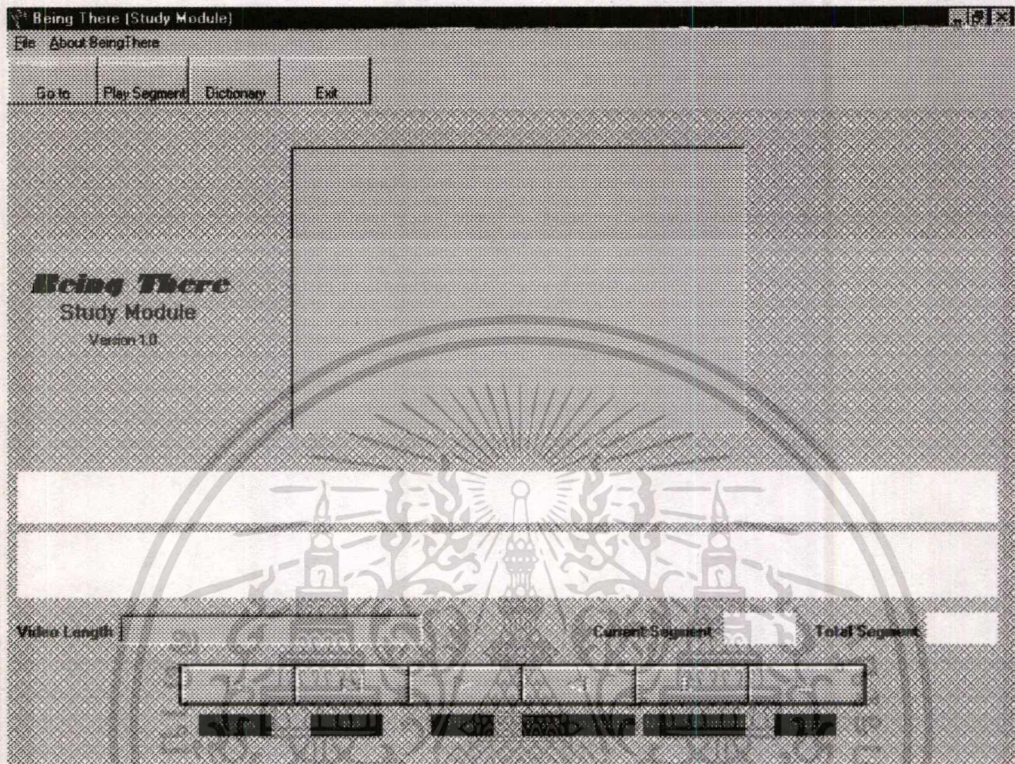 Being There (Study Module)
File About BeingThere
Go to Play Segment Dictionary Exit
Being There
Study Module
Version 1.0
Video Length Current Segment Total Segment